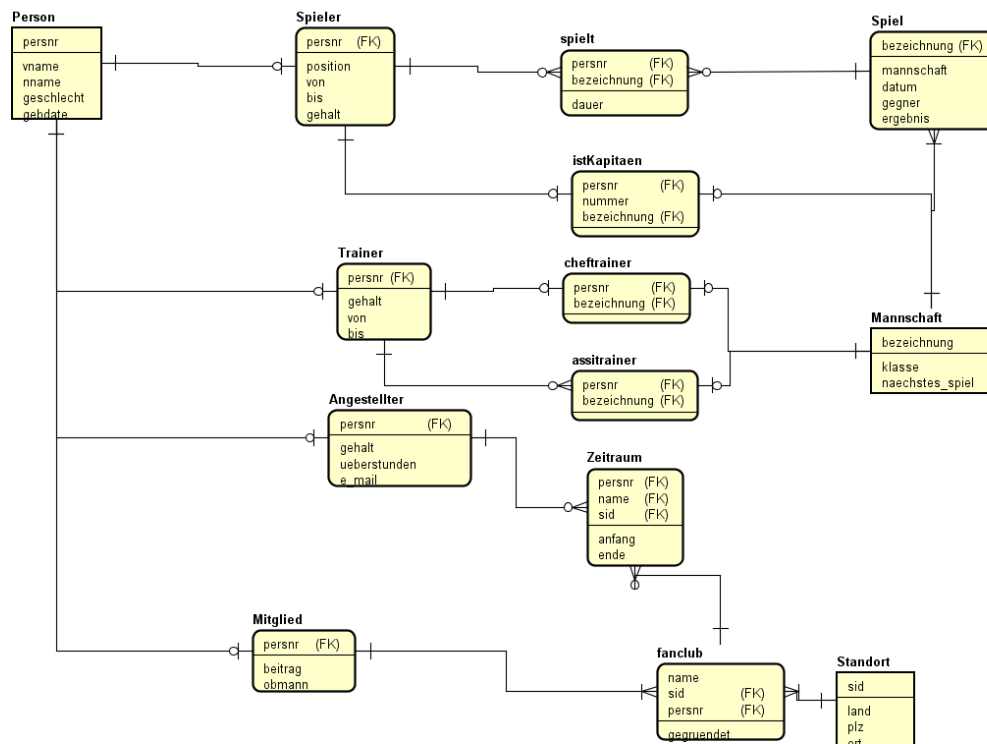 Person
persnr
vname
nname
geschlecht
gebdate
Spieler
persnr (FK)
position
von
bis
gehalt
spielt
persnr (FK)
bezeichnung (FK)
dauer
Spiel
bezeichnung (FK)
mannschaft
datum
gegner
ergebnis
istKapitaen
persnr (FK)
nummer
bezeichnung (FK)
Trainer
persnr (FK)
gehalt
von
bis
cheftrainer
persnr (FK)
bezeichnung (FK)
Mannschaft
bezeichnung
klasse
naechstes_spiel
assitrainer
persnr (FK)
bezeichnung (FK)
Angestellter
persnr (FK)
gehalt
ueberstunden
e_mail
Zeitraum
persnr (FK)
name (FK)
sid (FK)
anfang
ende
Mitglied
persnr (FK)
beitrag
obmann
fanclub
name
sid (FK)
persnr (FK)
gegruendet
Standort
sid
land
plz
ort